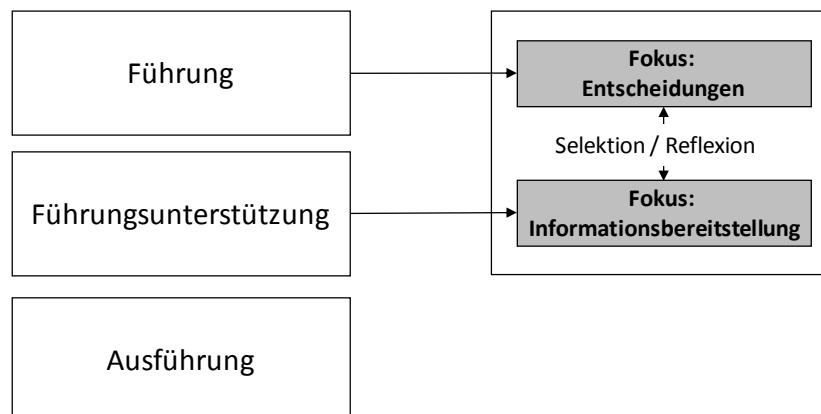 Führung
Fokus:
Entscheidungen
Selektion / Reflexion
Führungsunterstützung
Fokus:
Informationsbereitstellung
Ausführung